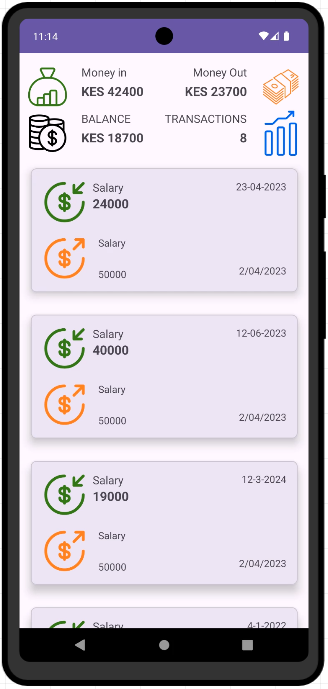 11:14
Money in
Money Out
KES 42400
KES 23700
BALANCE
TRANSACTIONS
KES 18700
8
Salary
23-04-2023
24000
Salary
50000
2/04/2023
Salary
12-06-2023
40000
Salary
50000
2/04/2023
Salary
12-3-2024
19000
Salary
50000
2/04/2023
Salary
4-1-2022